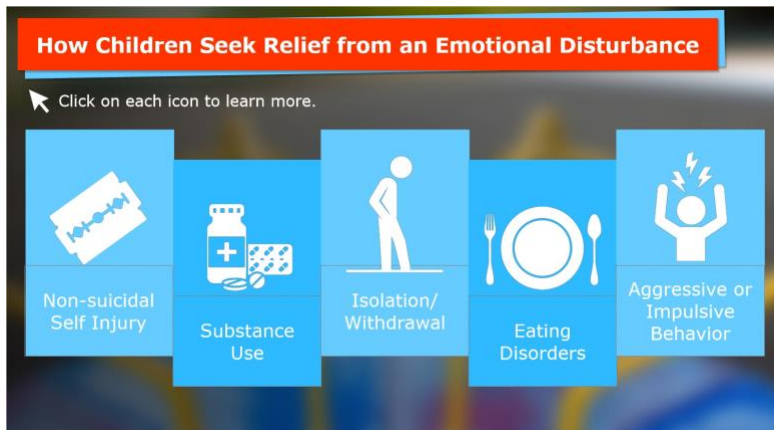 How Children Seek Relief from an Emotional Disturbance
Click on each icon to learn more.
Non-suicidal
Self Injury
Substance
Use
Isolation/
Withdrawal
Eating
Disorders
Aggressive or
Impulsive
Behavior